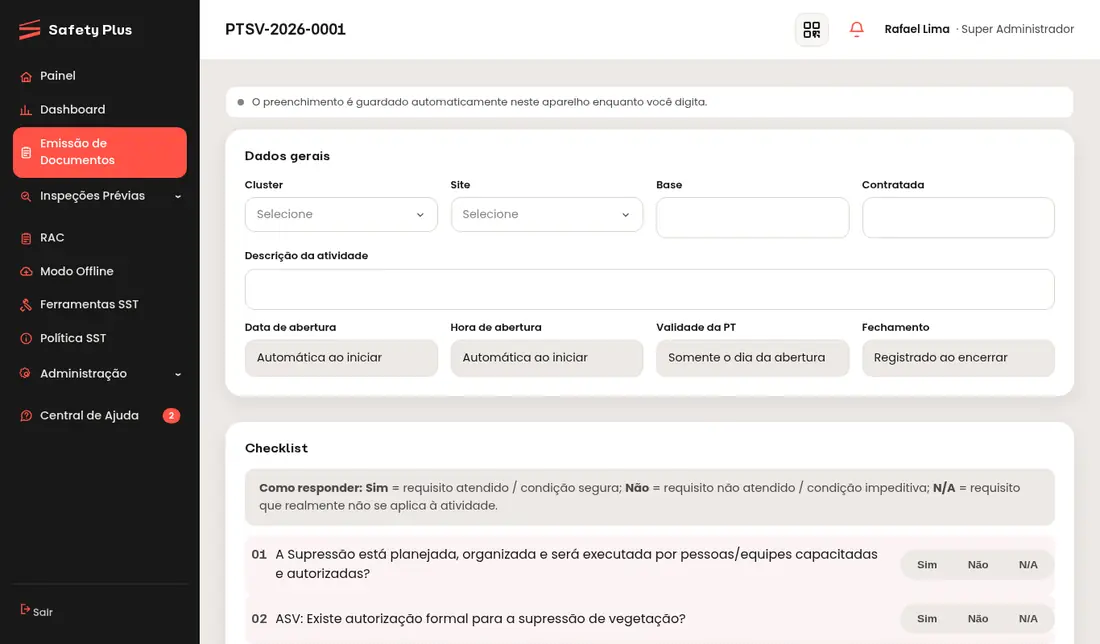 Safety Plus
Painel
Dashboard
Emissão de
Documentos
Inspeções Prévias
RAC
Modo Offline
Ferramentas SST
Política SST
Administração
Central de Ajuda 2
Sair
PTSV-2026-0001
Rafael Lima · Super Administrador
O preenchimento é guardado automaticamente neste aparelho enquanto você digita.
Dados gerais
Cluster Site Base Contratada
Selecione Selecione
Descrição da atividade
Data de abertura Hora de abertura Validade da PT Fechamento
Automática ao iniciar Automática ao iniciar Somente o dia da abertura Registrado ao encerrar
Checklist
Como responder: Sim = requisito atendido / condição segura; Não = requisito não atendido / condição impeditiva; N/A = requisito
que realmente não se aplica à atividade.
01 A Supressão está planejada, organizada e será executada por pessoas/equipes capacitadas
e autorizadas?
Sim Não N/A
02 ASV: Existe autorização formal para a supressão de vegetação?
Sim Não N/A